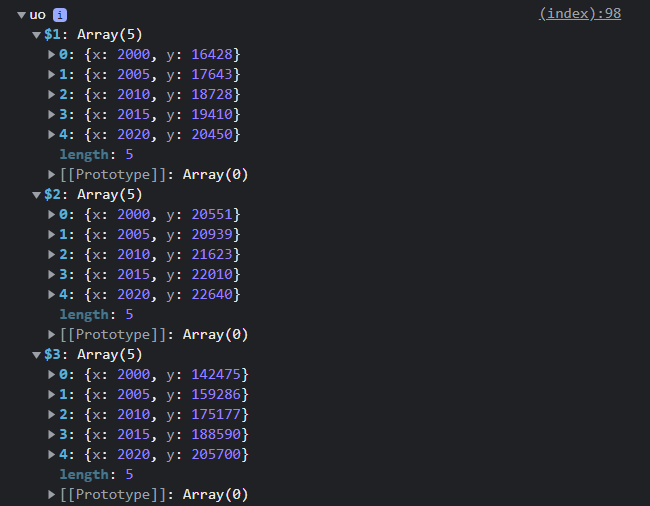 uo i (index):98
$1: Array(5)
0: {x: 2000, y: 16428}
1: {x: 2005, y: 17643}
2: {x: 2010, y: 18728}
3: {x: 2015, y: 19410}
4: {x: 2020, y: 20450}
length: 5
[[Prototype]]: Array(0)
$2: Array(5)
0: {x: 2000, y: 20551}
1: {x: 2005, y: 20939}
2: {x: 2010, y: 21623}
3: {x: 2015, y: 22010}
4: {x: 2020, y: 22640}
length: 5
[[Prototype]]: Array(0)
$3: Array(5)
0: {x: 2000, y: 142475}
1: {x: 2005, y: 159286}
2: {x: 2010, y: 175177}
3: {x: 2015, y: 188590}
4: {x: 2020, y: 205700}
length: 5
[[Prototype]]: Array(0)